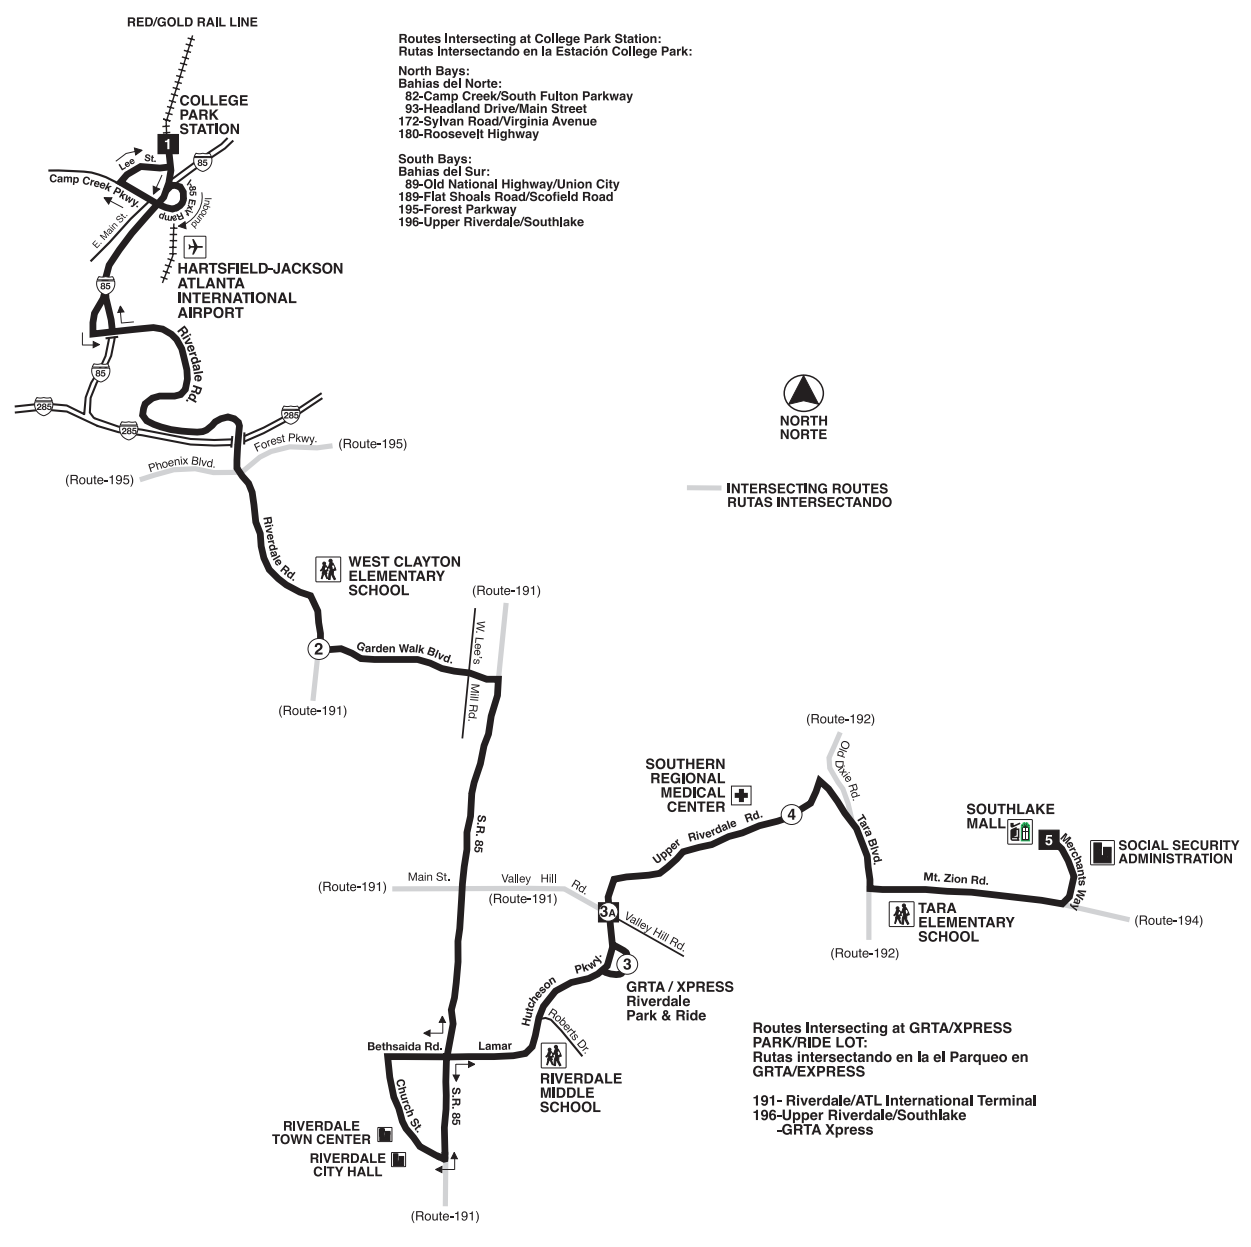 RED/GOLD RAIL LINE
Routes Intersecting at College Park Station:
Rutas Intersectando en la Estación College Park:
North Bays:
Bahias del Norte:
82-Camp Creek/South Fulton Parkway
93-Headland Drive/Main Street
172-Sylvan Road/Virginia Avenue
180-Roosevelt Highway
South Bays:
Bahias del Sur:
89-Old National Highway/Union City
189-Flat Shoals Road/Scofield Road
195-Forest Parkway
196-Upper Riverdale/Southlake
COLLEGE
PARK
STATION
1
Lee St.
85
Camp Creek Pkwy.
I-85 Exv Ramp
Inbound
E. Main St.
HARTSFIELD-JACKSON
ATLANTA
INTERNATIONAL
AIRPORT
85
Riverdale Rd.
85
285
285
285
NORTH
NORTE
Forest Pkwy.
(Route-195)
Phoenix Blvd.
(Route-195)
INTERSECTING ROUTES
RUTAS INTERSECTANDO
Riverdale Rd.
WEST CLAYTON
ELEMENTARY
SCHOOL
(Route-191)
2
Garden Walk Blvd.
W. Lee's
Mill Rd.
(Route-191)
(Route-192)
Old Dixie Rd.
SOUTHERN
REGIONAL
MEDICAL
CENTER
4
Upper Riverdale Rd.
Tara Blvd.
SOUTHLAKE
MALL
5
Merchants Way
SOCIAL SECURITY
ADMINISTRATION
S.R. 85
(Route-191)
Main St.
Valley Hill Rd.
(Route-191)
Mt. Zion Rd.
3A
Valley Hill Rd.
TARA
ELEMENTARY
SCHOOL
(Route-194)
(Route-192)
3
Hutcheson Pkwy.
GRTA / XPRESS
Riverdale
Park & Ride
Roberts Dr.
Bethsaida Rd.
Lamar
Routes Intersecting at GRTA/XPRESS
PARK/RIDE LOT:
Rutas intersectando en la el Parqueo en
GRTA/EXPRESS
191- Riverdale/ATL International Terminal
196-Upper Riverdale/Southlake
-GRTA Xpress
RIVERDALE
MIDDLE
SCHOOL
Church St.
S.R. 85
RIVERDALE
TOWN CENTER
RIVERDALE
CITY HALL
(Route-191)